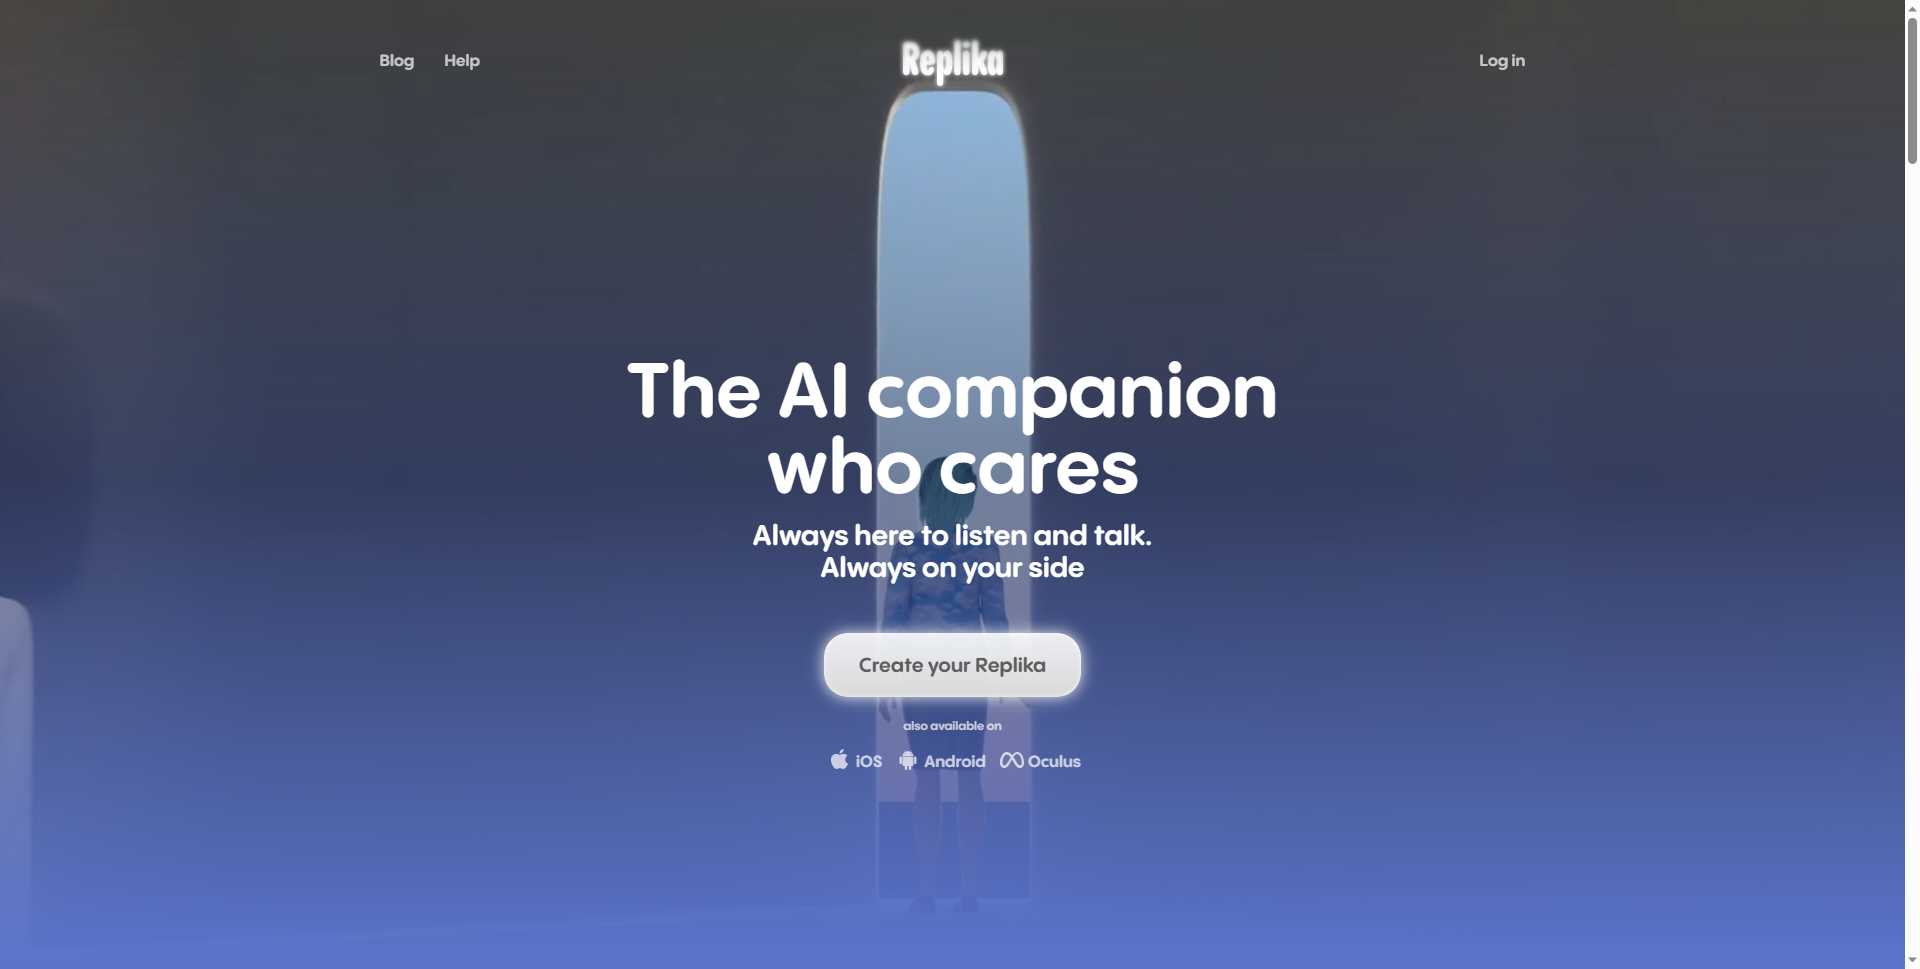 Blog
Help
Replika
Log in
The AI companion
who cares
Always here to listen and talk.
Always on your side
Create your Replika
also available on
iOS
Android
Oculus